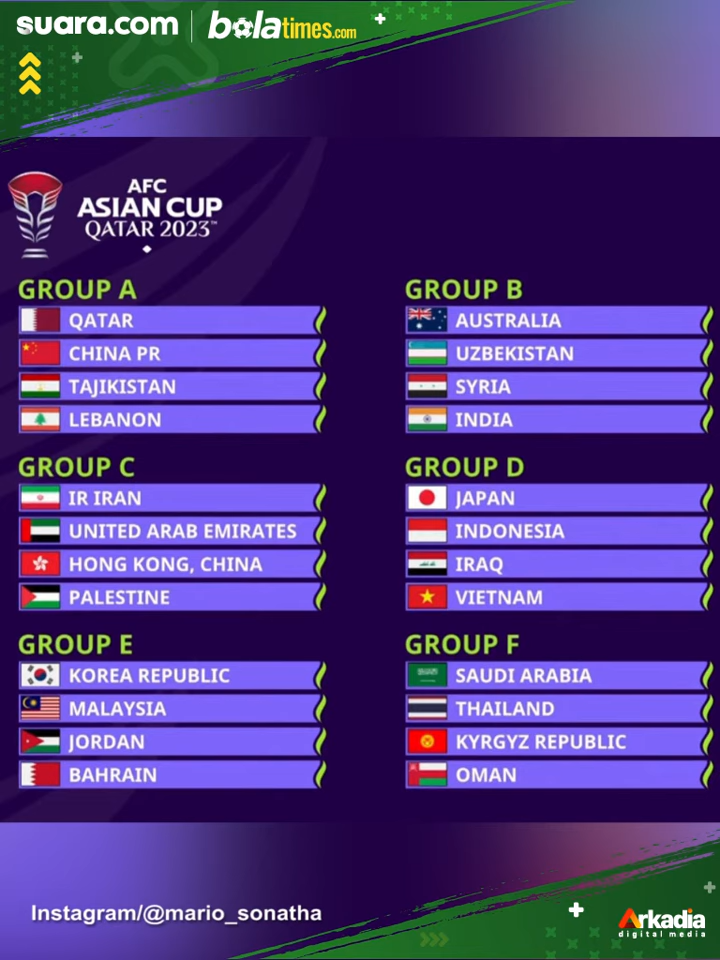 suara.com | bolatimes.com
AFC
ASIAN CUP
QATAR 2023™
GROUP A
QATAR
CHINA PR
TAJIKISTAN
LEBANON
GROUP B
AUSTRALIA
UZBEKISTAN
SYRIA
INDIA
GROUP C
IR IRAN
UNITED ARAB EMIRATES
HONG KONG, CHINA
PALESTINE
GROUP D
JAPAN
INDONESIA
IRAQ
VIETNAM
GROUP E
KOREA REPUBLIC
MALAYSIA
JORDAN
BAHRAIN
GROUP F
SAUDI ARABIA
THAILAND
KYRGYZ REPUBLIC
OMAN
Instagram/@mario_sonatha
Arkadia
digital media